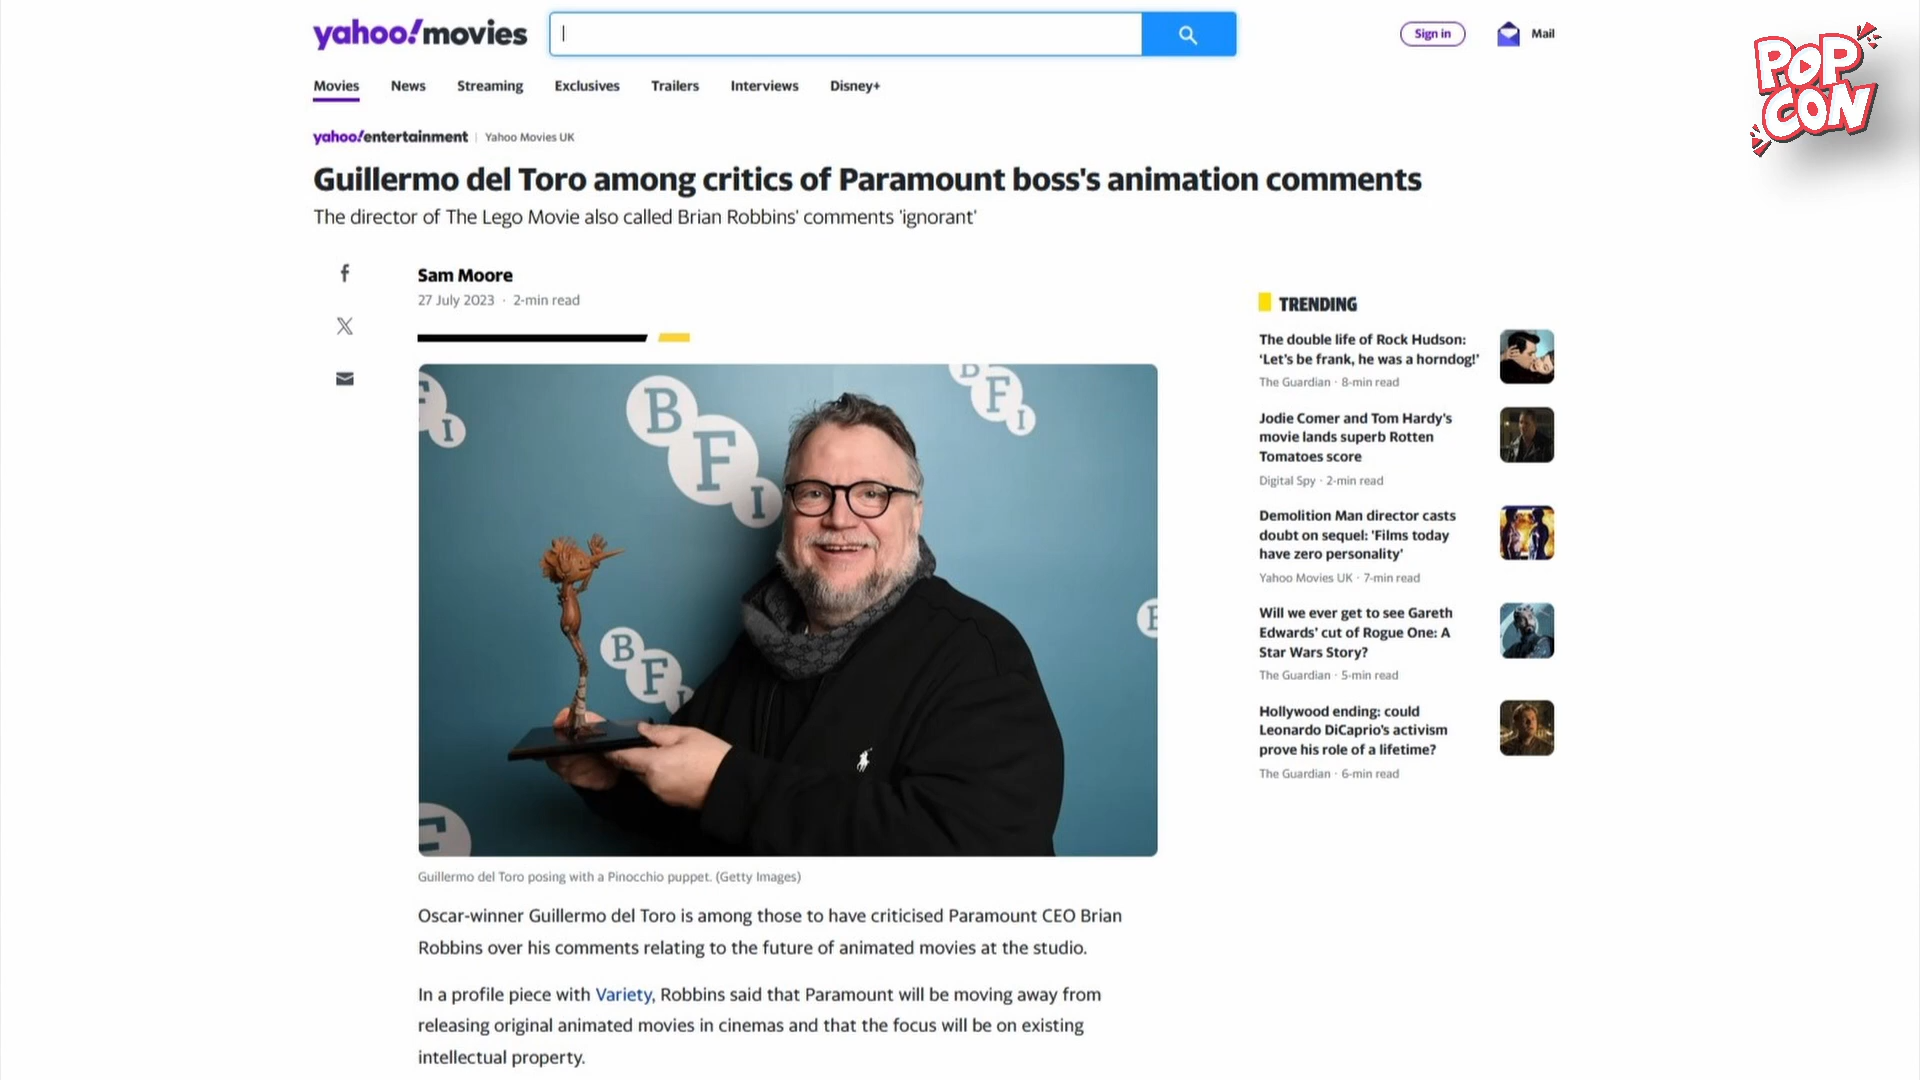 yahoo!movies
Sign in
Mail
POP
CON
Movies
News
Streaming
Exclusives
Trailers
Interviews
Disney+
yahoo!entertainment | Yahoo Movies UK
Guillermo del Toro among critics of Paramount boss's animation comments
The director of The Lego Movie also called Brian Robbins' comments 'ignorant'
Sam Moore
27 July 2023 · 2-min read
B
F
I
B
F
I
F
I
B
F
I
F
Guillermo del Toro posing with a Pinocchio puppet. (Getty Images)
Oscar-winner Guillermo del Toro is among those to have criticised Paramount CEO Brian
Robbins over his comments relating to the future of animated movies at the studio.
In a profile piece with Variety, Robbins said that Paramount will be moving away from
releasing original animated movies in cinemas and that the focus will be on existing
intellectual property.
TRENDING
The double life of Rock Hudson:
‘Let’s be frank, he was a horndog!’
The Guardian · 8-min read
Jodie Comer and Tom Hardy's
movie lands superb Rotten
Tomatoes score
Digital Spy · 2-min read
Demolition Man director casts
doubt on sequel: 'Films today
have zero personality'
Yahoo Movies UK · 7-min read
Will we ever get to see Gareth
Edwards’ cut of Rogue One: A
Star Wars Story?
The Guardian · 5-min read
Hollywood ending: could
Leonardo DiCaprio’s activism
prove his role of a lifetime?
The Guardian · 6-min read